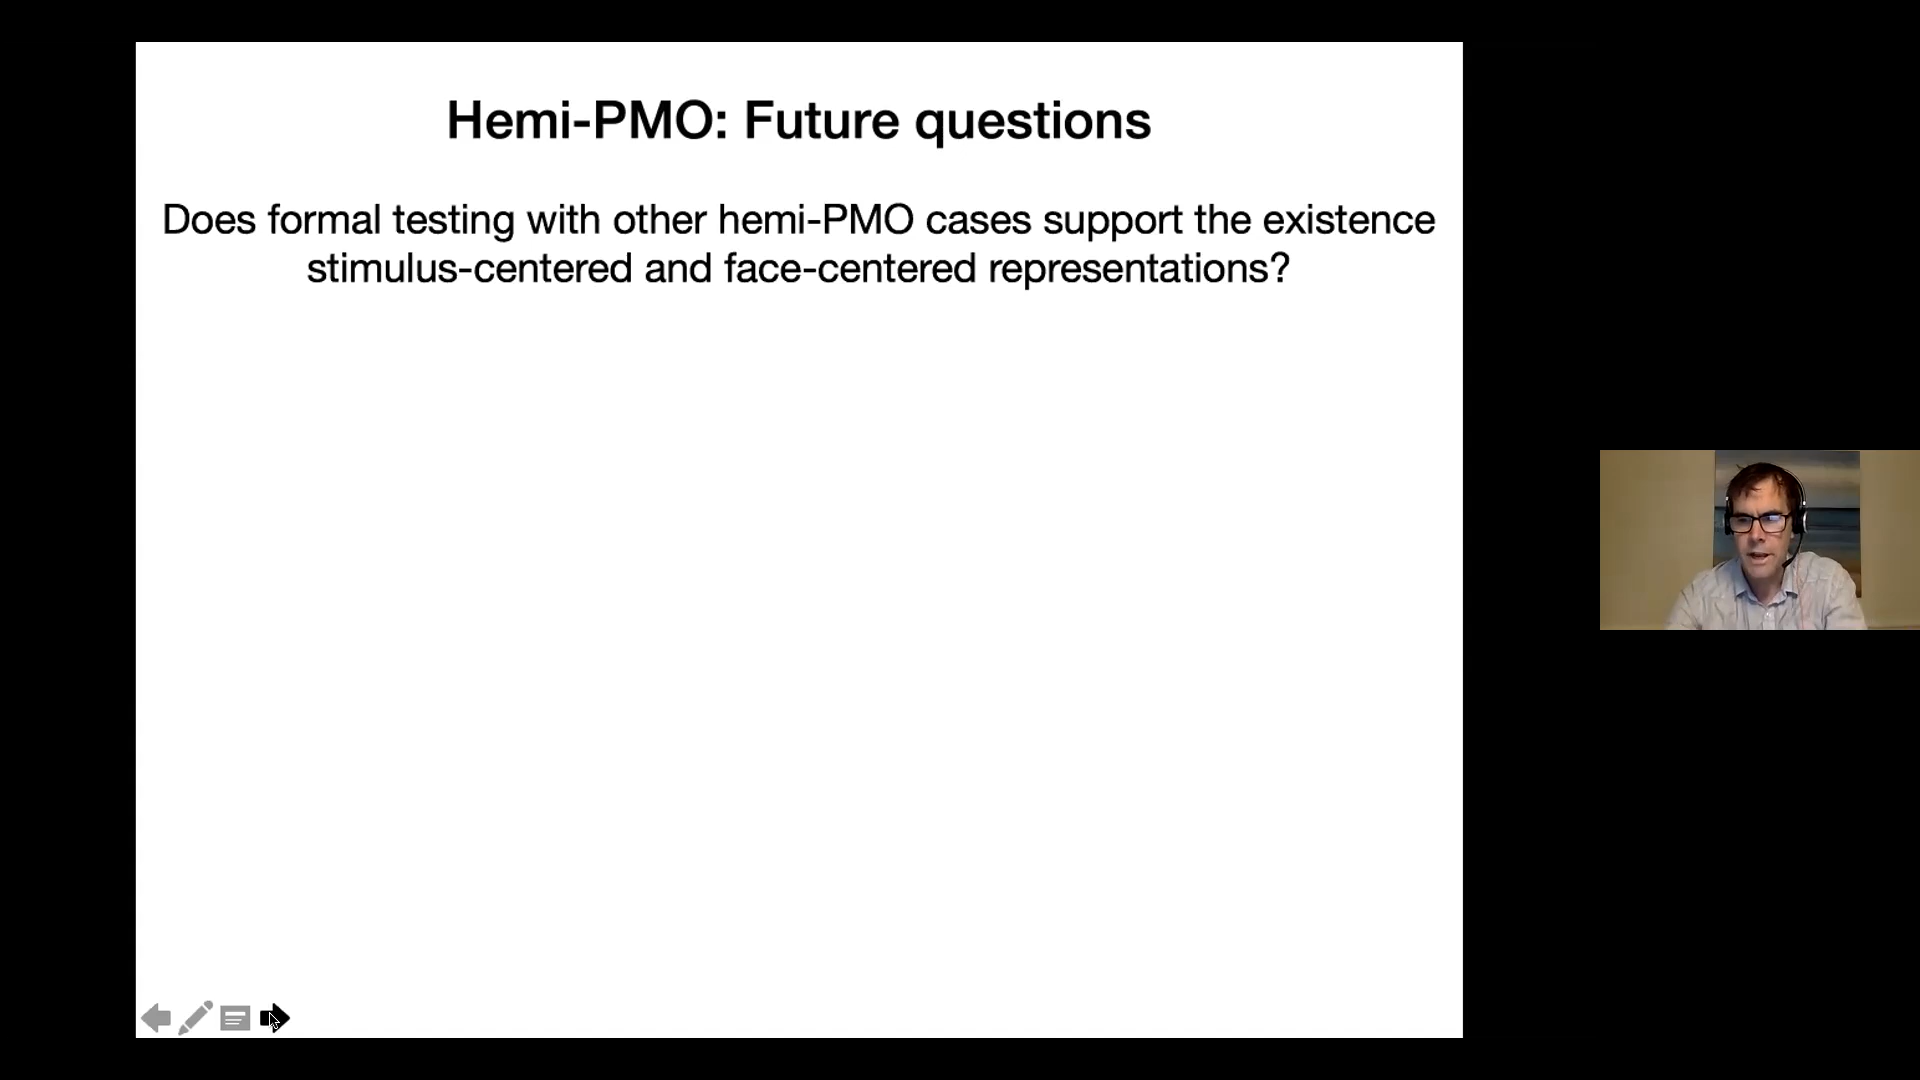 Hemi-PMO: Future questions
Does formal testing with other hemi-PMO cases support the existence
stimulus-centered and face-centered representations?